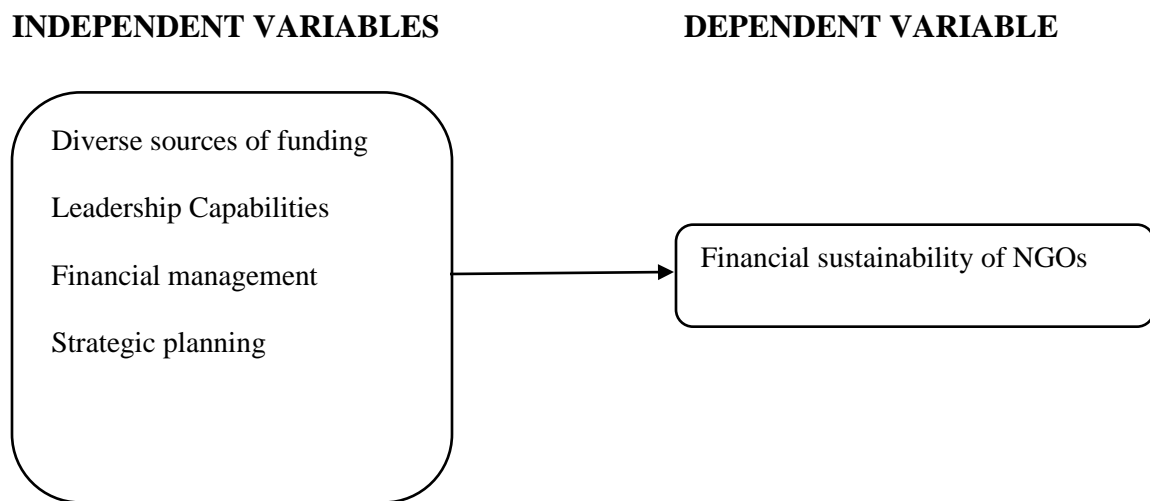 INDEPENDENT VARIABLES
DEPENDENT VARIABLE
Diverse sources of funding
Leadership Capabilities
Financial management
Strategic planning
Financial sustainability of NGOs